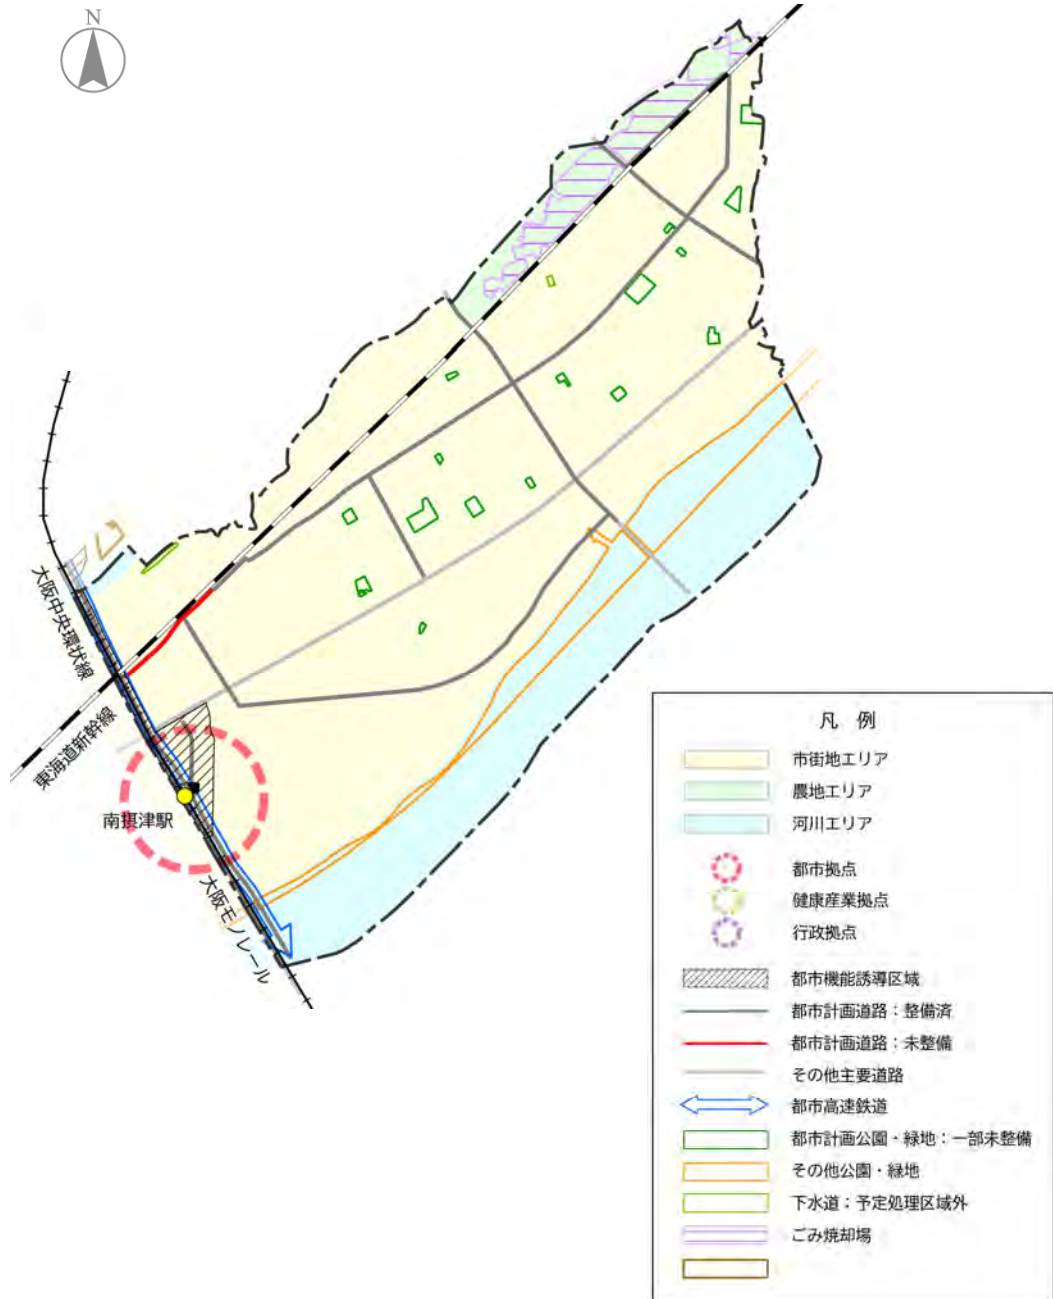 N
大阪中央環状線
東海道新幹線
南摂津駅
大阪モノレール
凡 例
市街地エリア
農地エリア
河川エリア
都市拠点
健康産業拠点
行政拠点
都市機能誘導区域
都市計画道路：整備済
都市計画道路：未整備
その他主要道路
都市高速鉄道
都市計画公園・緑地：一部未整備
その他公園・緑地
下水道：予定処理区域外
ごみ焼却場